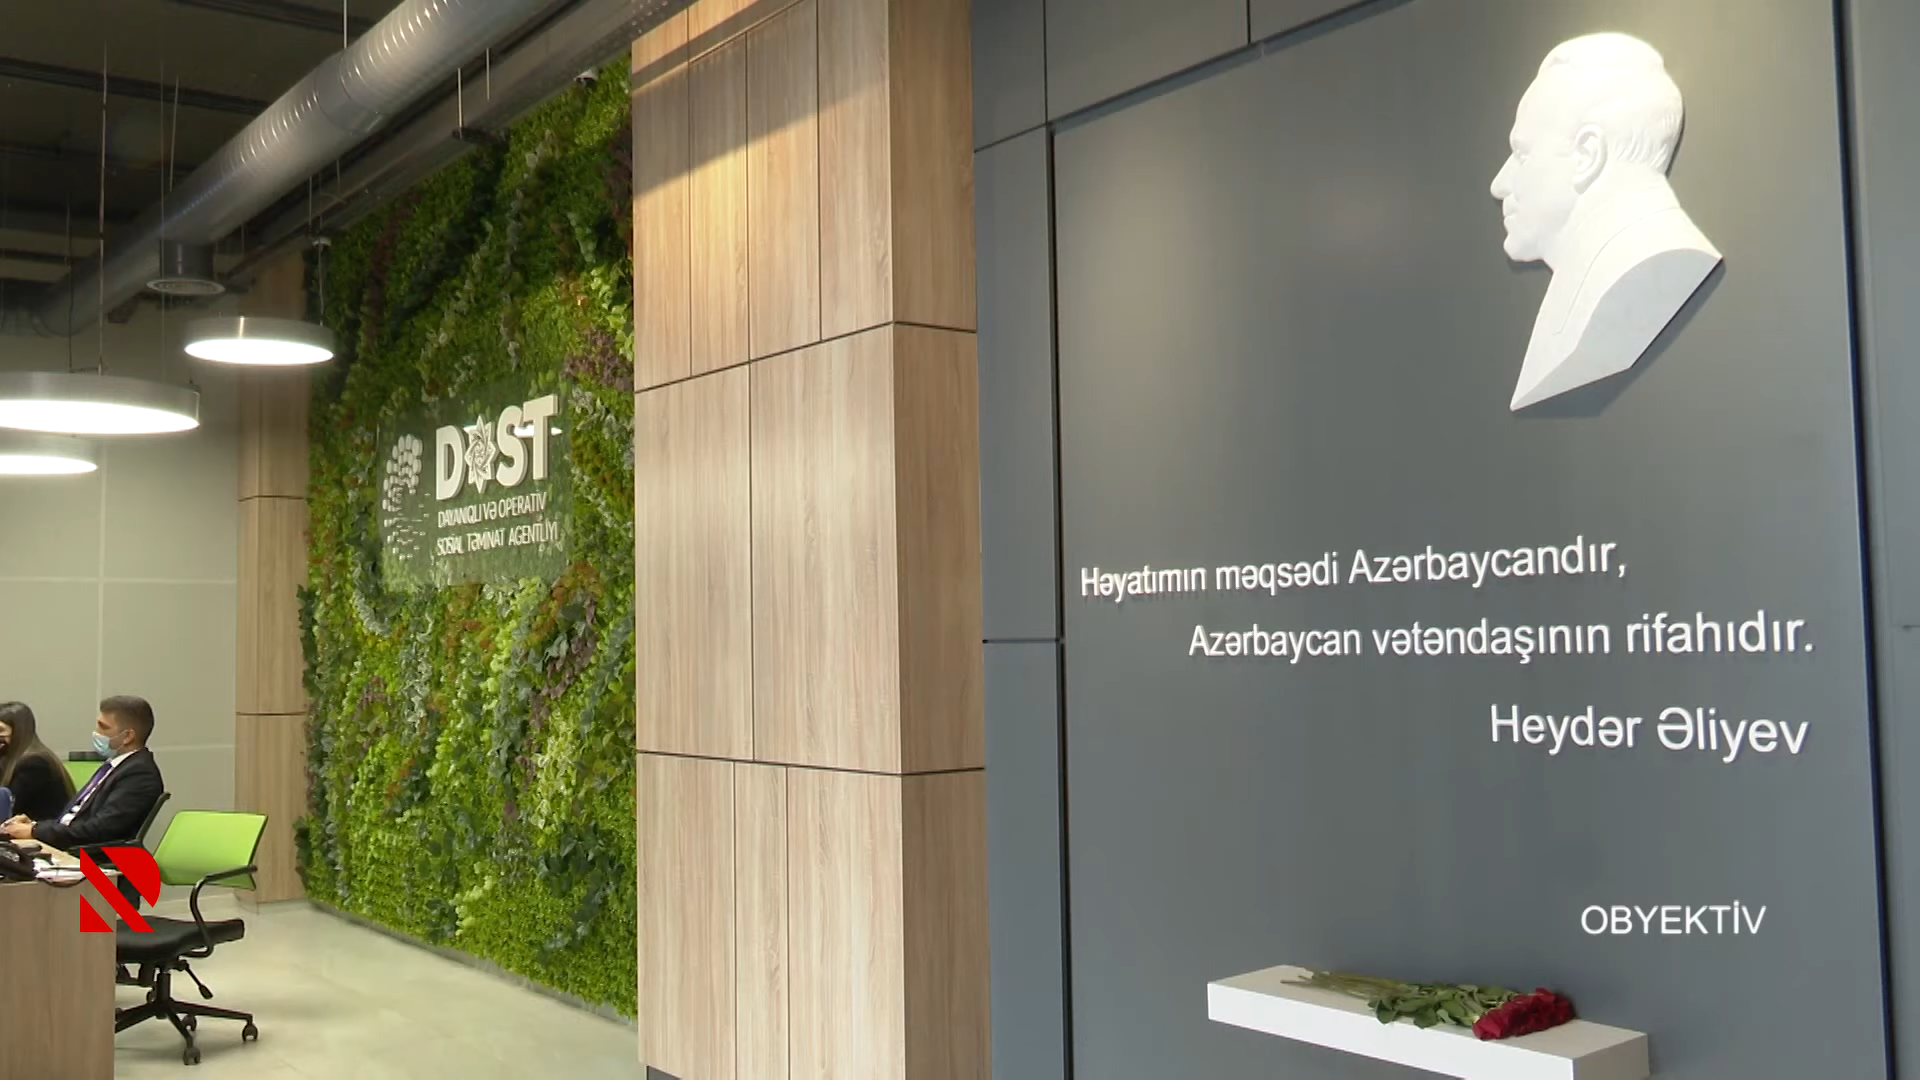 DOST
DAYANIQLI VƏ OPERATİV
SOSİAL TƏMİNAT AGENTLİYİ
Həyatımın məqsədi Azərbaycandır,
Azərbaycan vətəndaşının rifahıdır.
Heydər Əliyev
OBYEKTİV